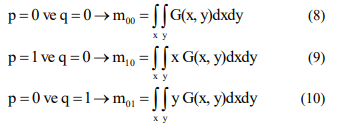 p = 0 ve q = 0 → m₀₀ = ∫∫ G(x, y)dxdy (8)
x y
p = 1 ve q = 0 → m₁₀ = ∫∫ x G(x, y)dxdy (9)
x y
p = 0 ve q = 1 → m₀₁ = ∫∫ y G(x, y)dxdy (10)
x y